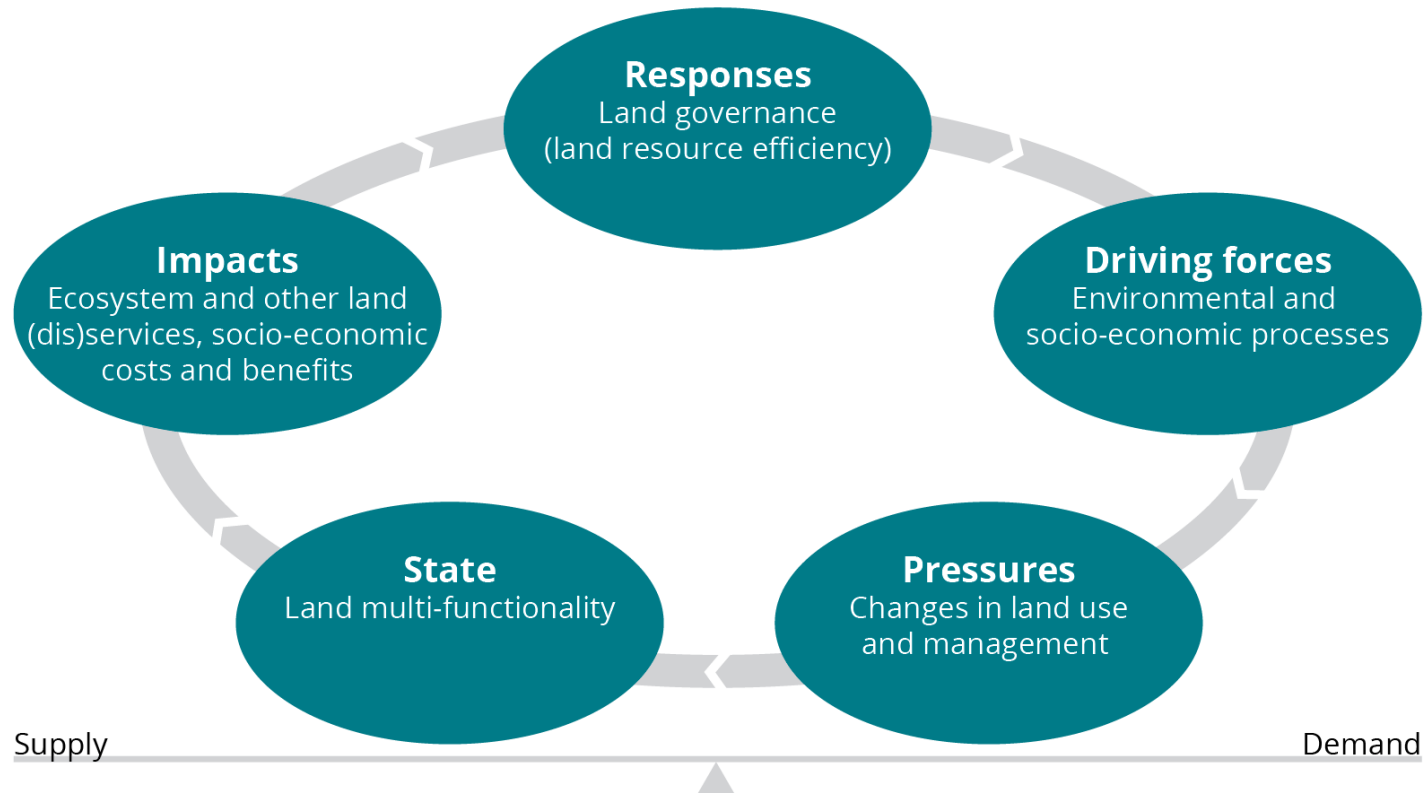 Responses
Land governance
(land resource efficiency)
Impacts
Ecosystem and other land
(dis)services, socio-economic
costs and benefits
Driving forces
Environmental and
socio-economic processes
State
Land multi-functionality
Pressures
Changes in land use
and management
Supply
Demand